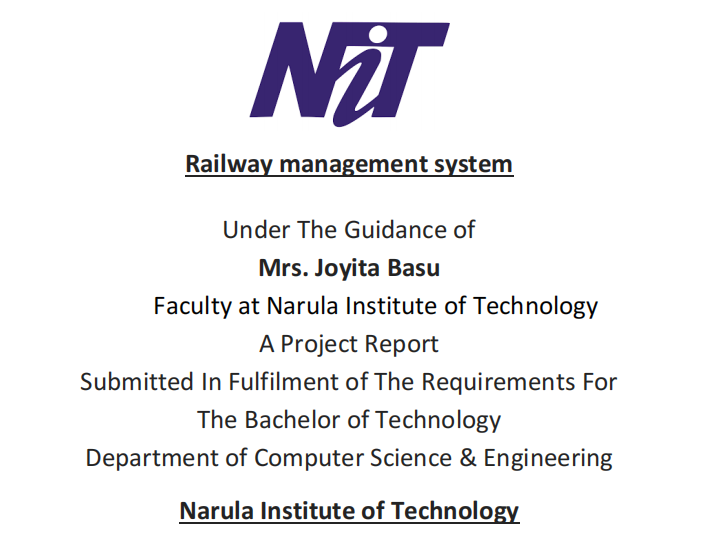 NiT
Railway management system
Under The Guidance of
Mrs. Joyita Basu
Faculty at Narula Institute of Technology
A Project Report
Submitted In Fulfilment of The Requirements For
The Bachelor of Technology
Department of Computer Science & Engineering
Narula Institute of Technology